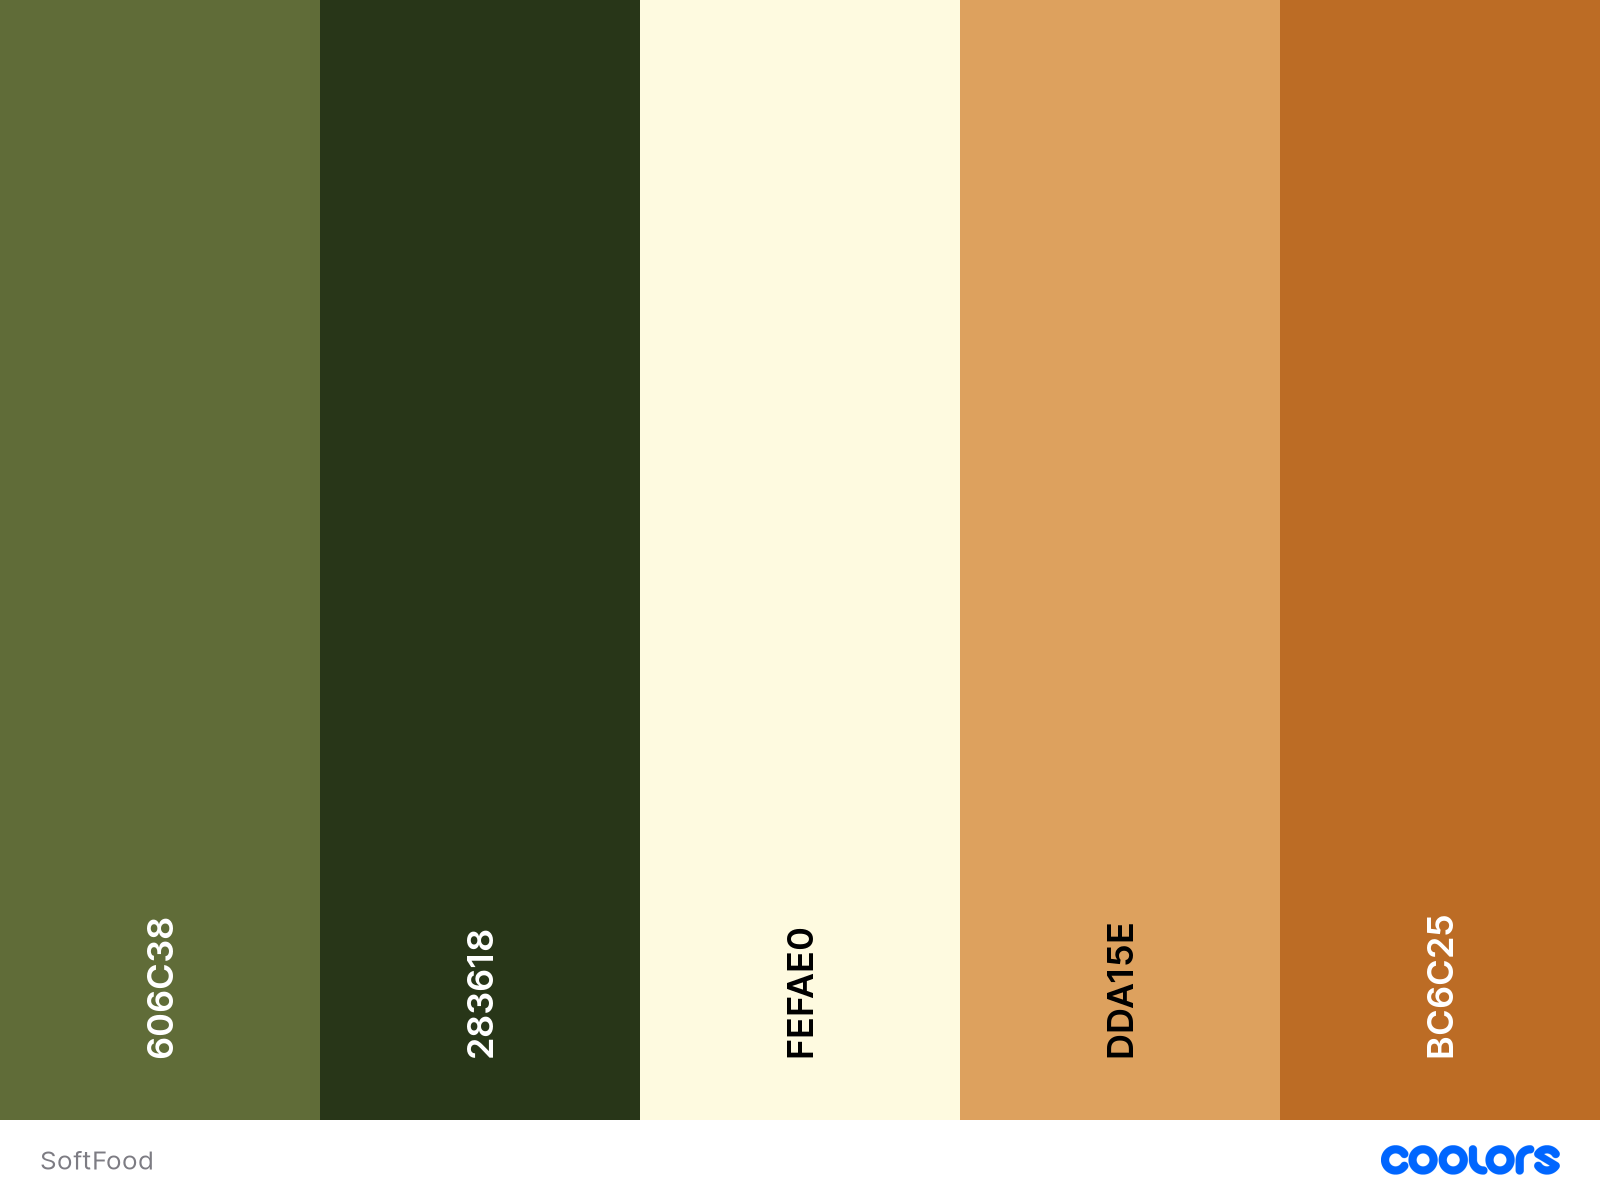 606C38
283618
FEFAE0
DDA15E
BC6C25
SoftFood
coolors